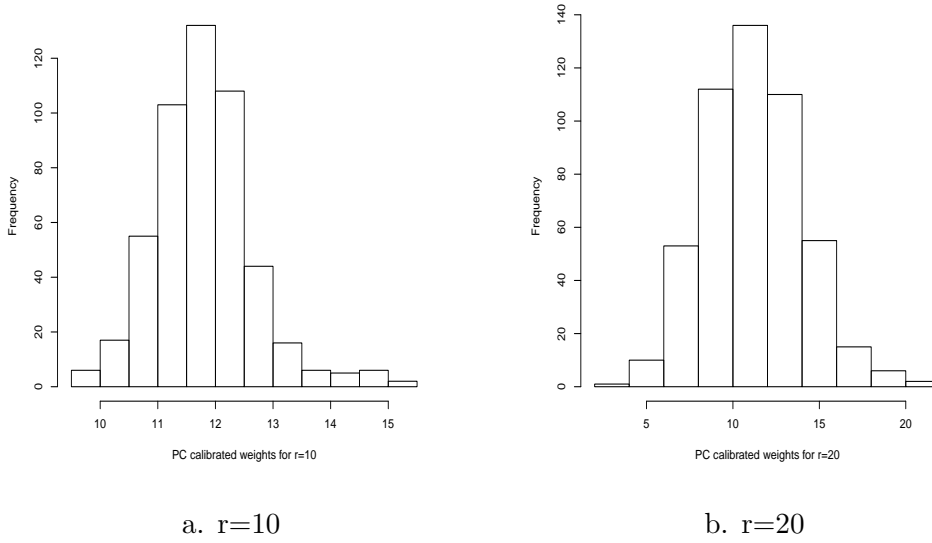 Frequency
0 20 40 60 80 100 120
10 11 12 13 14 15
PC calibrated weights for r=10
a. r=10
Frequency
0 20 40 60 80 100 120 140
5 10 15 20
PC calibrated weights for r=20
b. r=20